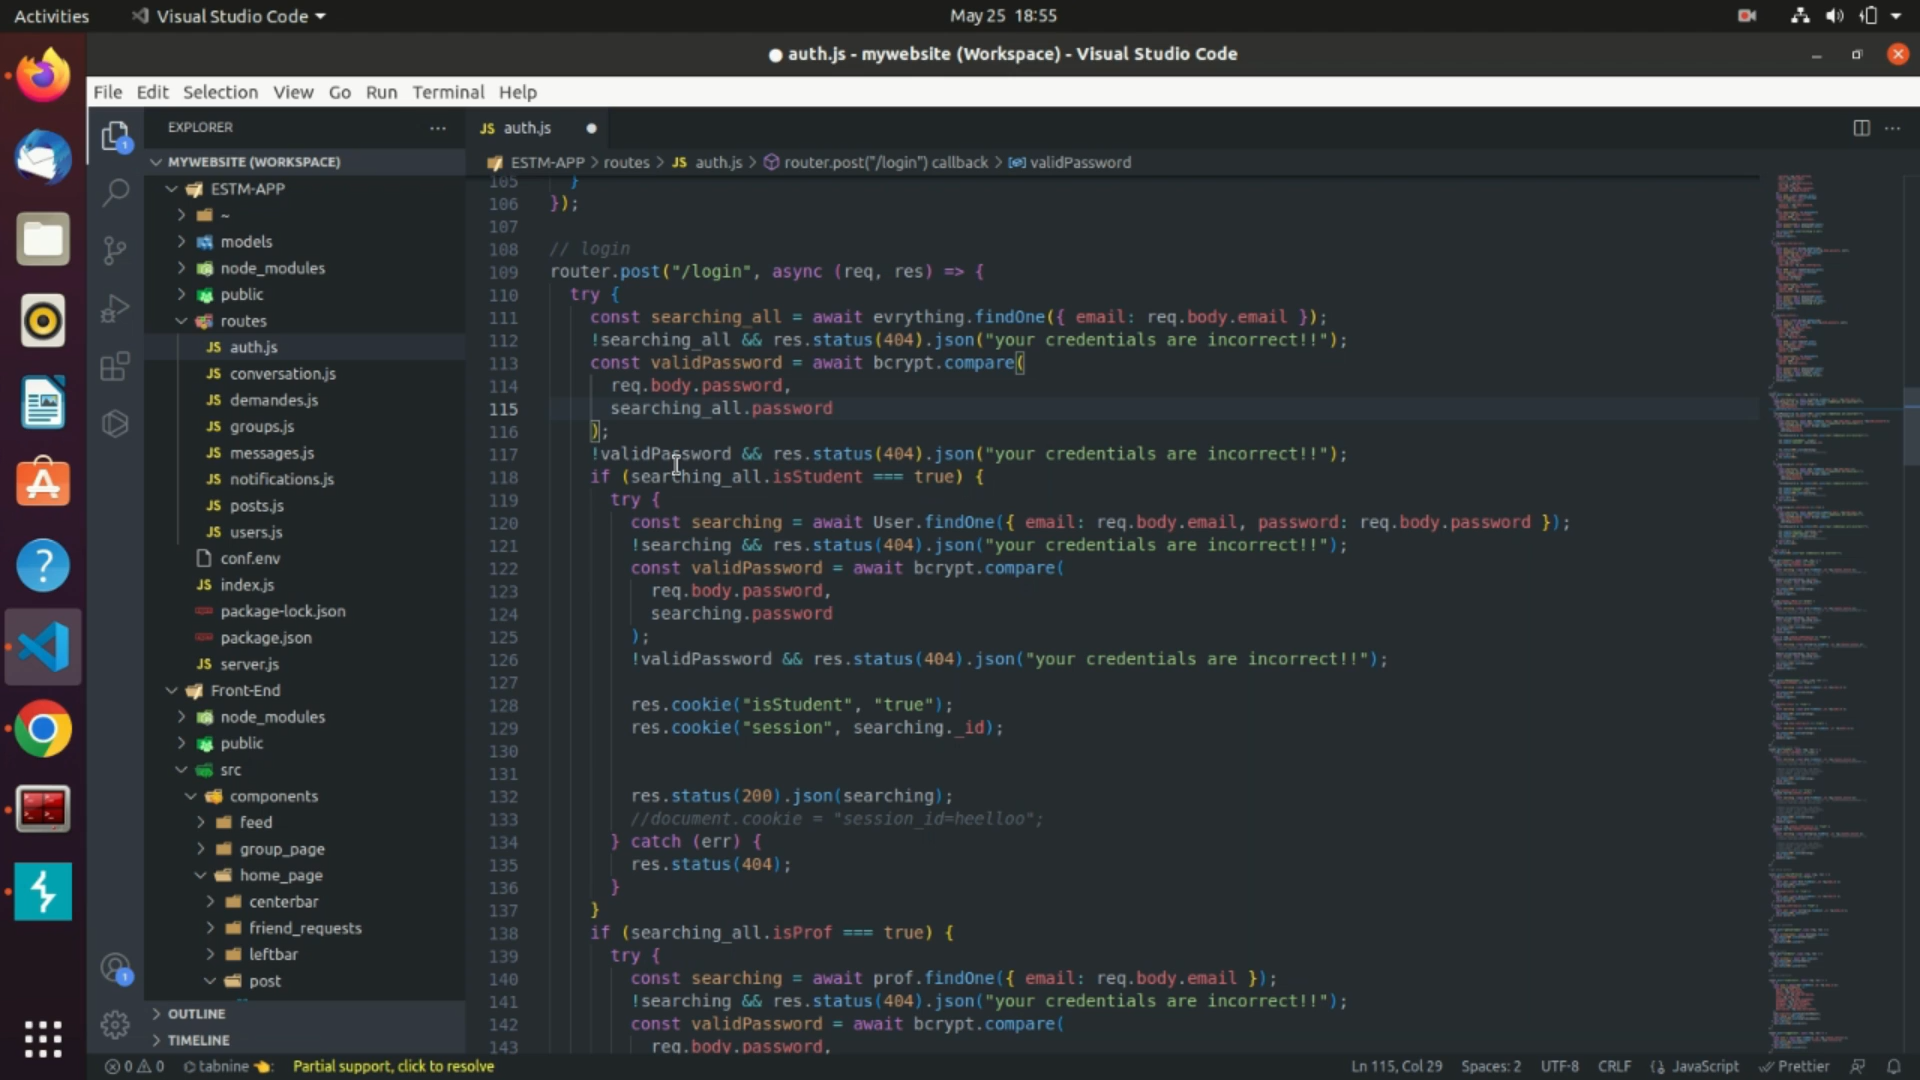 Activities
Visual Studio Code
May 25 18:55
● auth.js - mywebsite (Workspace) - Visual Studio Code
File Edit Selection View Go Run Terminal Help
EXPLORER
JS auth.js
MYWEBSITE (WORKSPACE)
ESTM-APP > routes > JS auth.js > router.post("/login") callback > validPassword
ESTM-APP
~
models
node_modules
public
routes
JS auth.js
JS conversation.js
JS demandes.js
JS groups.js
JS messages.js
JS notifications.js
JS posts.js
JS users.js
conf.env
JS index.js
package-lock.json
package.json
JS server.js
Front-End
node_modules
public
src
components
feed
group_page
home_page
centerbar
friend_requests
leftbar
post
OUTLINE
TIMELINE
105 }
106 });
107
108 // login
109 router.post("/login", async (req, res) => {
110 try {
111 const searching_all = await evrything.findOne({ email: req.body.email });
112 !searching_all && res.status(404).json("your credentials are incorrect!!");
113 const validPassword = await bcrypt.compare(
114 req.body.password,
115 searching_all.password
116 );
117 !validPassword && res.status(404).json("your credentials are incorrect!!");
118 if (searching_all.isStudent === true) {
119 try {
120 const searching = await User.findOne({ email: req.body.email, password: req.body.password });
121 !searching && res.status(404).json("your credentials are incorrect!!");
122 const validPassword = await bcrypt.compare(
123 req.body.password,
124 searching.password
125 );
126 !validPassword && res.status(404).json("your credentials are incorrect!!");
127
128 res.cookie("isStudent", "true");
129 res.cookie("session", searching._id);
130
131
132 res.status(200).json(searching);
133 //document.cookie = "session_id=heelloo";
134 } catch (err) {
135 res.status(404);
136 }
137 }
138 if (searching_all.isProf === true) {
139 try {
140 const searching = await prof.findOne({ email: req.body.email });
141 !searching && res.status(404).json("your credentials are incorrect!!");
142 const validPassword = await bcrypt.compare(
143 req.body.password,
0 0 tabnine Partial support, click to resolve
Ln 115, Col 29 Spaces: 2 UTF-8 CRLF JavaScript Prettier